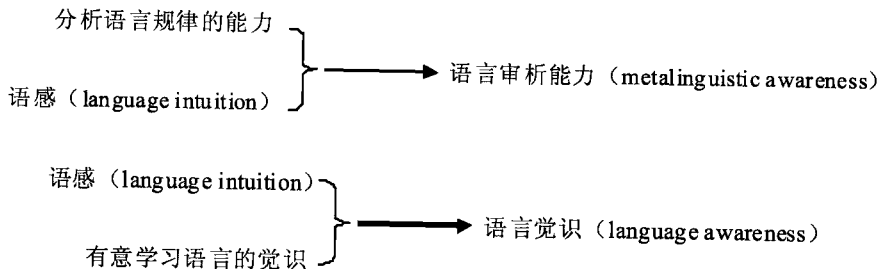 分析语言规律的能力
语言审析能力（metalinguistic awareness）
语感（language intuition）
语感（language intuition）
语言觉识（language awareness）
有意学习语言的觉识